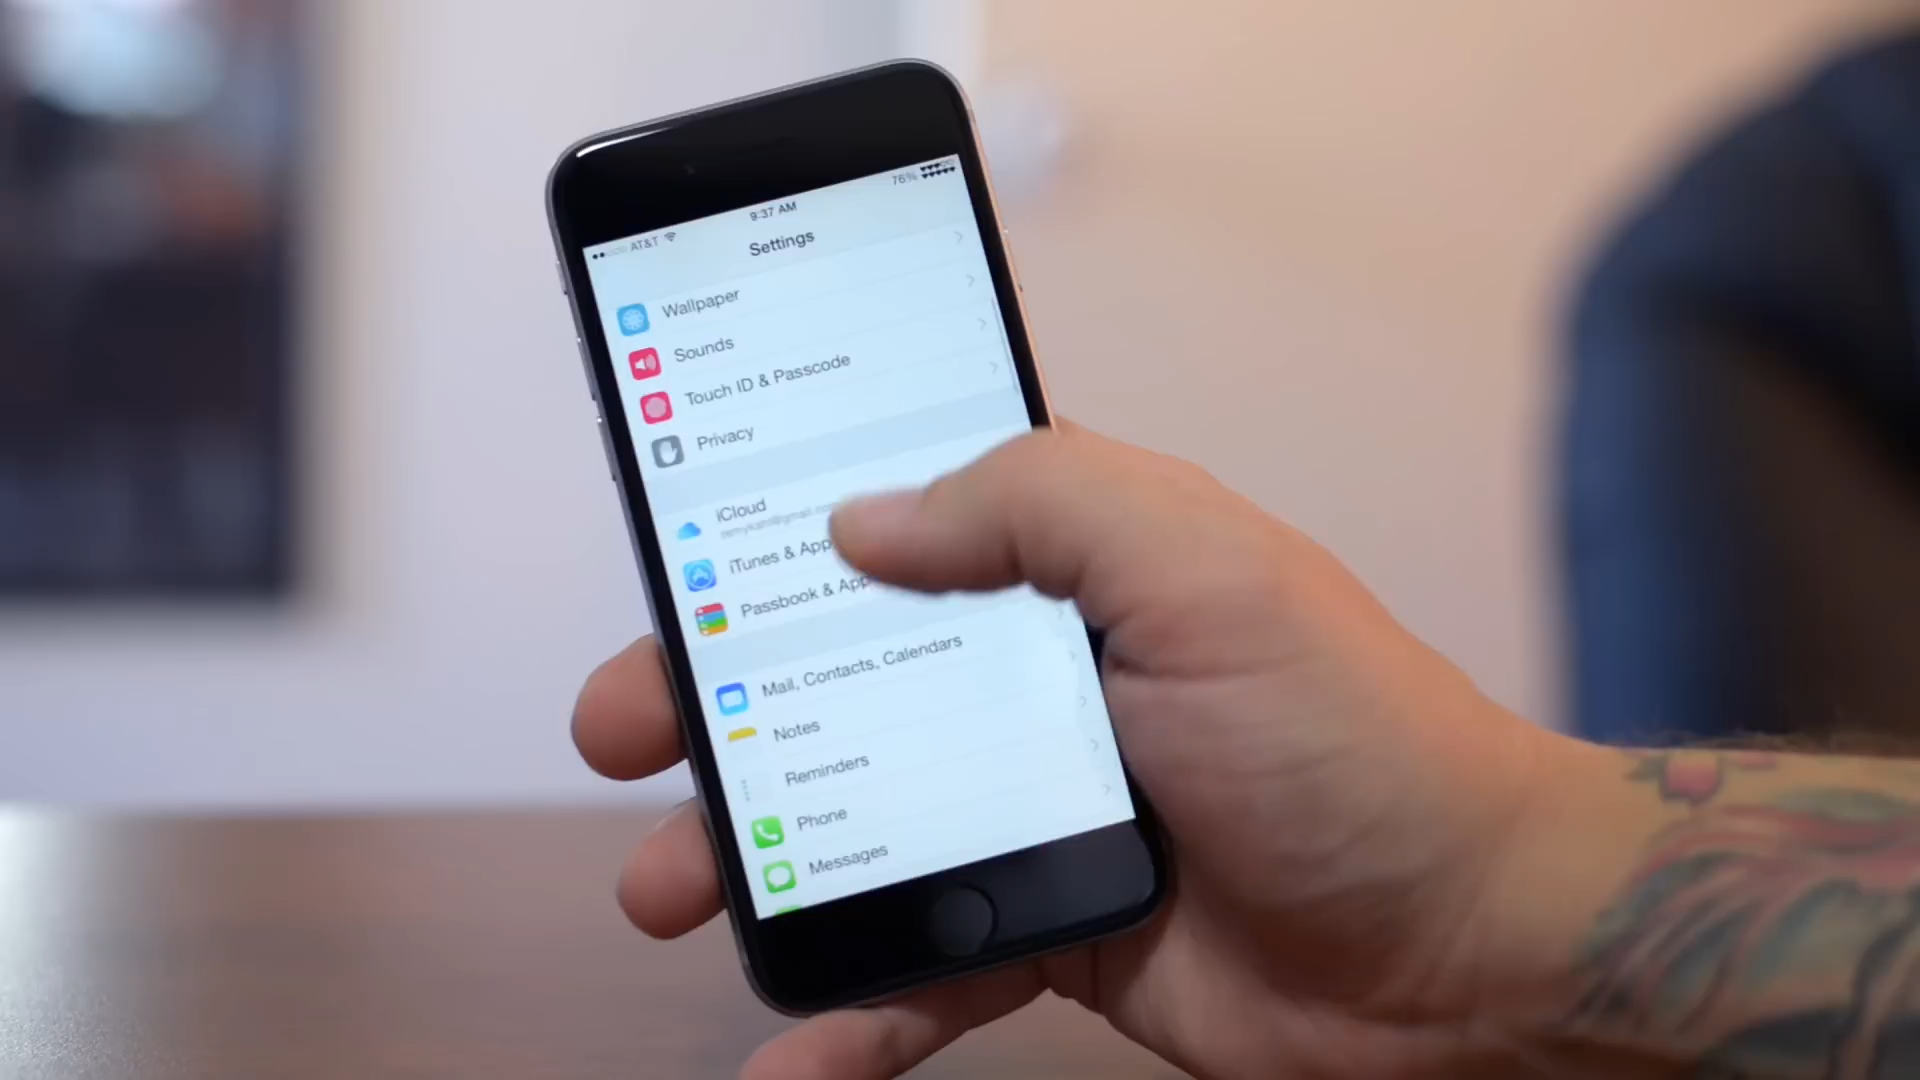 AT&T
9:37 AM
76%
Settings
Wallpaper
Sounds
Touch ID & Passcode
Privacy
iCloud
iTunes & App
Passbook & App
Mail, Contacts, Calendars
Notes
Reminders
Phone
Messages